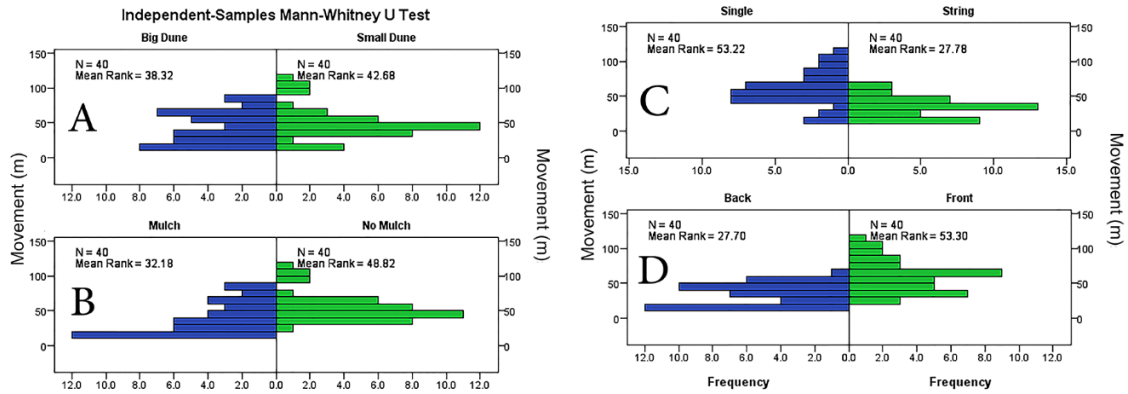 Independent-Samples Mann-Whitney U Test
Big Dune Small Dune
N = 40 N = 40
Mean Rank = 38.32 Mean Rank = 42.68
A
150 150
100 100
50 50
0 0
12.0 10.0 8.0 6.0 4.0 2.0 0.0 2.0 4.0 6.0 8.0 10.0 12.0
Mulch No Mulch
N = 40 N = 40
Mean Rank = 32.18 Mean Rank = 48.82
B
150 150
100 100
50 50
0 0
12.0 10.0 8.0 6.0 4.0 2.0 0.0 2.0 4.0 6.0 8.0 10.0 12.0
Movement (m)
Movement (m)
Single String
N = 40 N = 40
Mean Rank = 53.22 Mean Rank = 27.78
C
150 150
100 100
50 50
0 0
15.0 10.0 5.0 0.0 5.0 10.0 15.0
Back Front
N = 40 N = 40
Mean Rank = 27.70 Mean Rank = 53.30
D
150 150
100 100
50 50
0 0
12.0 10.0 8.0 6.0 4.0 2.0 0.0 2.0 4.0 6.0 8.0 10.0 12.0
Frequency Frequency
Movement (m)
Movement (m)